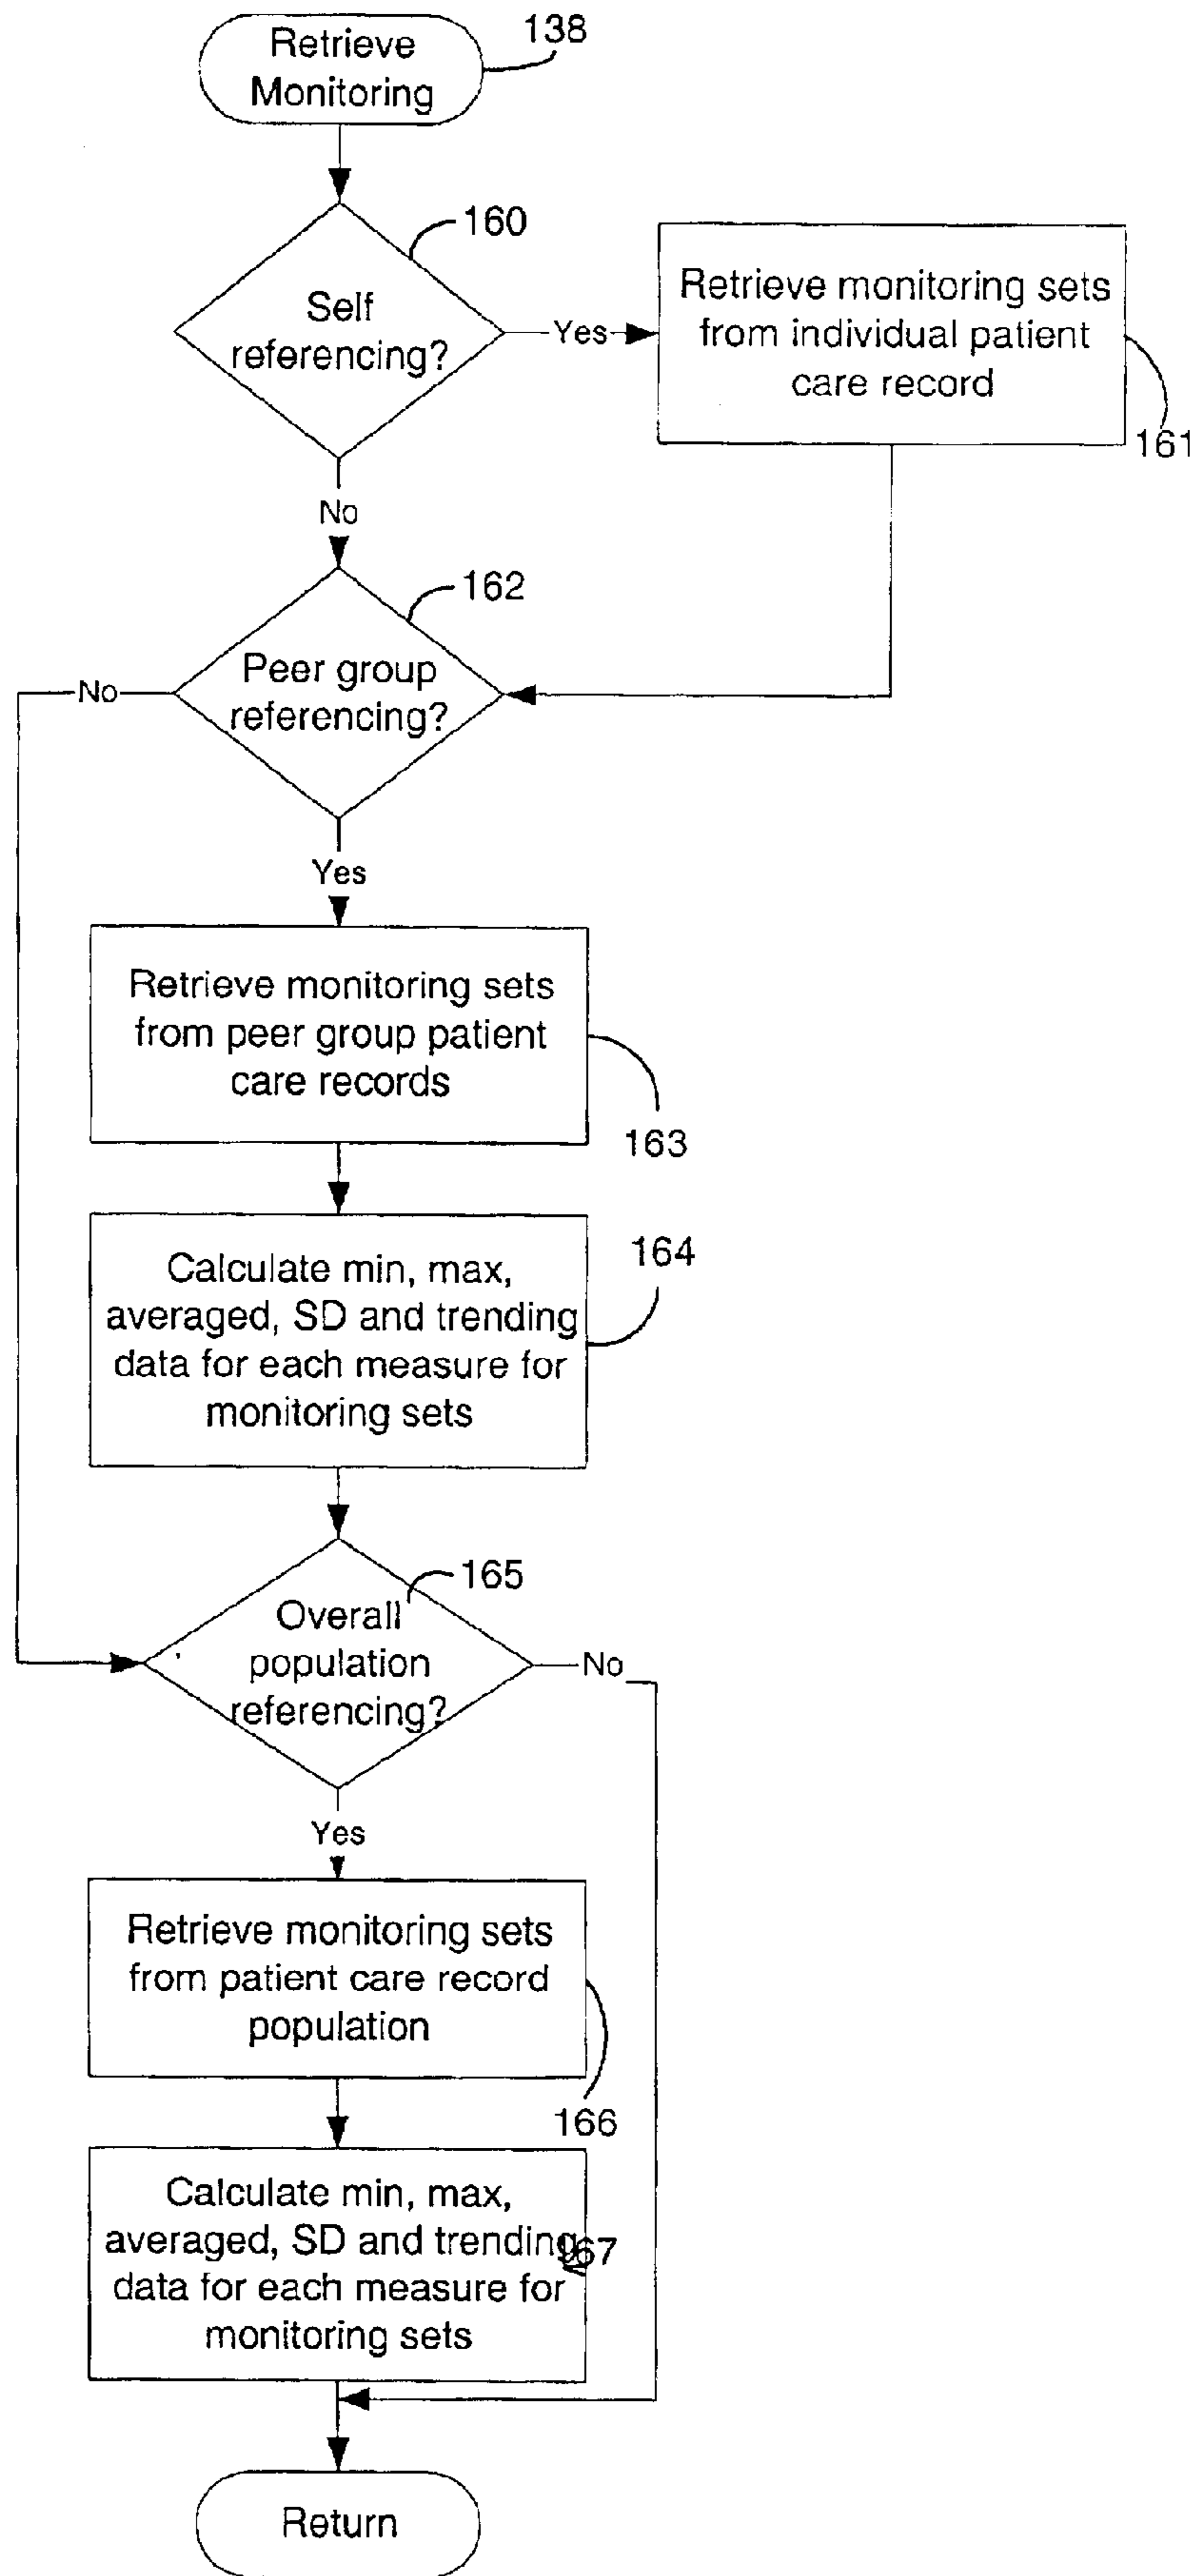 Retrieve
Monitoring
138
160
Self
referencing?
Yes
Retrieve monitoring sets
from individual patient
care record
161
No
162
Peer group
referencing?
No
Yes
Retrieve monitoring sets
from peer group patient
care records
163
Calculate min, max,
averaged, SD and trending
data for each measure for
monitoring sets
164
165
Overall
population
referencing?
No
Yes
Retrieve monitoring sets
from patient care record
population
166
Calculate min, max,
averaged, SD and trending
167
data for each measure for
monitoring sets
Return